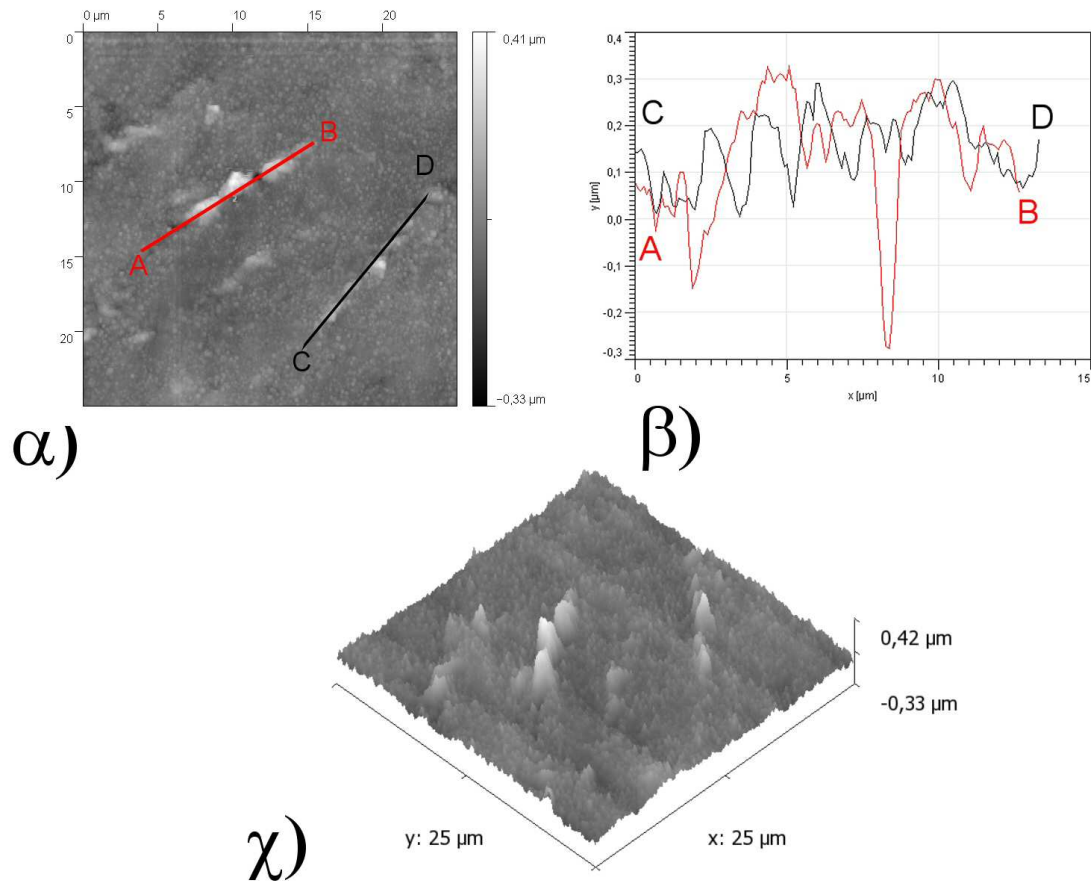 0 µm 5 10 15 20
0
5
10
15
20
0,41 µm
−0,33 µm
A
B
C
D
α)
0,4
0,3
0,2
0,1
0,0
-0,1
-0,2
-0,3
y [µm]
0 5 10 15
x [µm]
C
D
A
B
β)
0,42 µm
-0,33 µm
y: 25 µm
x: 25 µm
χ)